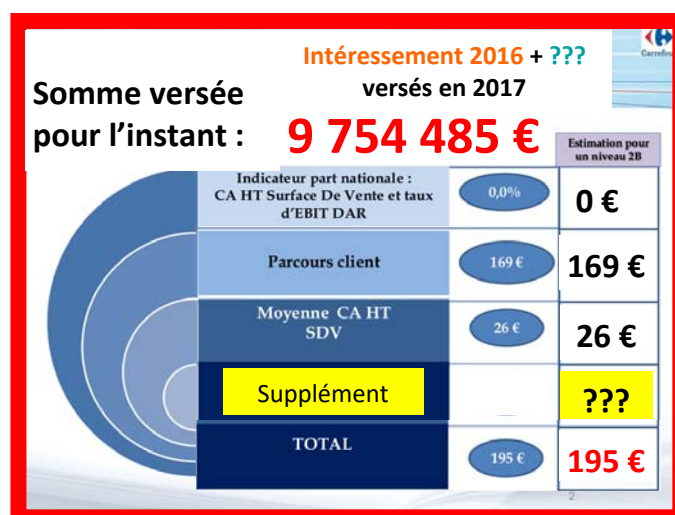 Intéressement 2016 + ???
versés en 2017
Carrefour
Somme versée
pour l’instant :
9 754 485 €
Estimation pour
un niveau 2B
Indicateur part nationale :
CA HT Surface De Vente et taux
d’EBIT DAR
0,0%
0 €
Parcours client
169 €
169 €
Moyenne CA HT
SDV
26 €
26 €
Supplément
???
TOTAL
195 €
195 €
2